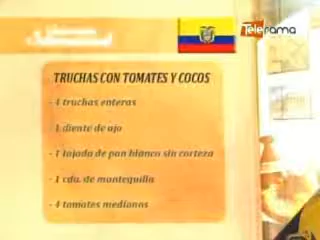 Telerama
TRUCHAS CON TOMATES Y COCOS
- 4 truchas enteras
- 1 diente de ajo
- 1 tajada de pan blanco sin corteza
- 1 cda. de mantequilla
- 4 tomates medianos